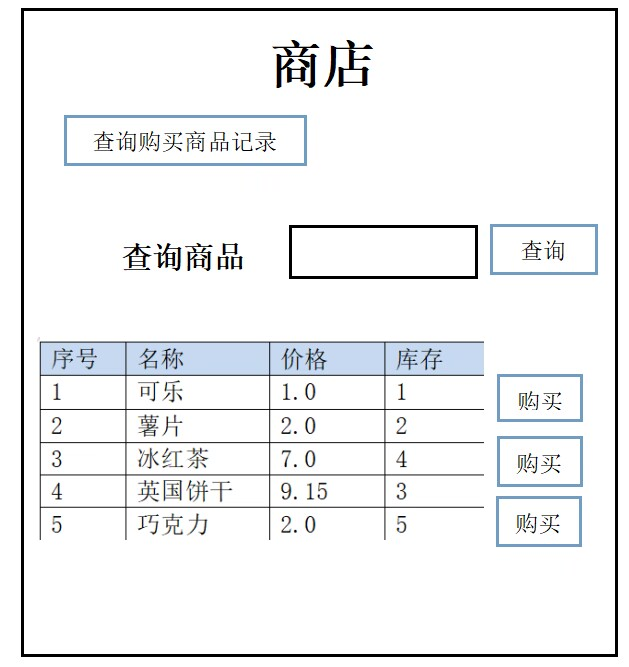 商店
查询购买商品记录
查询商品 查询
序号 名称 价格 库存
1 可乐 1.0 1 购买
2 薯片 2.0 2
3 冰红茶 7.0 4 购买
4 英国饼干 9.15 3
5 巧克力 2.0 5 购买